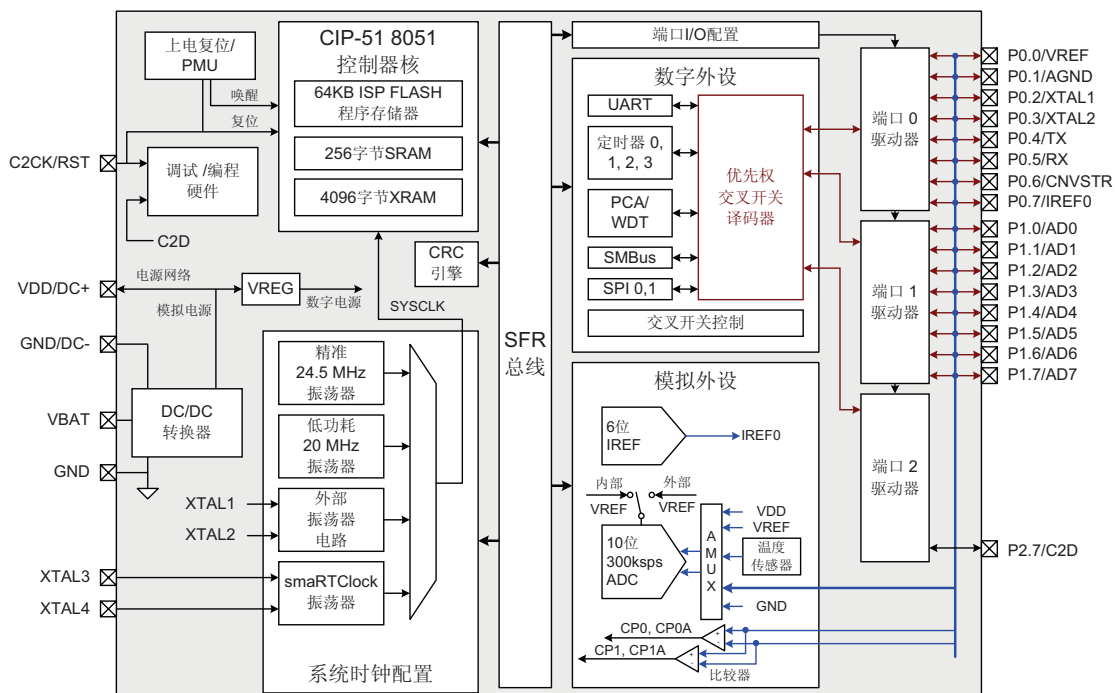 上电复位/
PMU
唤醒
复位
C2CK/RST
调试 /编程
硬件
C2D
CIP-51 8051
控制器核
64KB ISP FLASH
程序存储器
256字节SRAM
4096字节XRAM
CRC
引擎
VDD/DC+
电源网络
模拟电源
VREG
数字电源
SYSCLK
GND/DC-
VBAT
GND
DC/DC
转换器
XTAL1
XTAL2
XTAL3
XTAL4
精准
24.5 MHz
振荡器
低功耗
20 MHz
振荡器
外部
振荡器
电路
smaRTClock
振荡器
系统时钟配置
SFR
总线
端口I/O配置
数字外设
UART
定时器 0,
1, 2, 3
PCA/
WDT
SMBus
SPI 0,1
优先权
交叉开关
译码器
交叉开关控制
模拟外设
6位
IREF
IREF0
内部
VREF
外部
VREF
10位
300ksps
ADC
A
M
U
X
VDD
VREF
温度
传感器
GND
CP0, CP0A
+
-
CP1, CP1A
+
-
比较器
端口 0
驱动器
端口 1
驱动器
端口 2
驱动器
P0.0/VREF
P0.1/AGND
P0.2/XTAL1
P0.3/XTAL2
P0.4/TX
P0.5/RX
P0.6/CNVSTR
P0.7/IREF0
P1.0/AD0
P1.1/AD1
P1.2/AD2
P1.3/AD3
P1.4/AD4
P1.5/AD5
P1.6/AD6
P1.7/AD7
P2.7/C2D